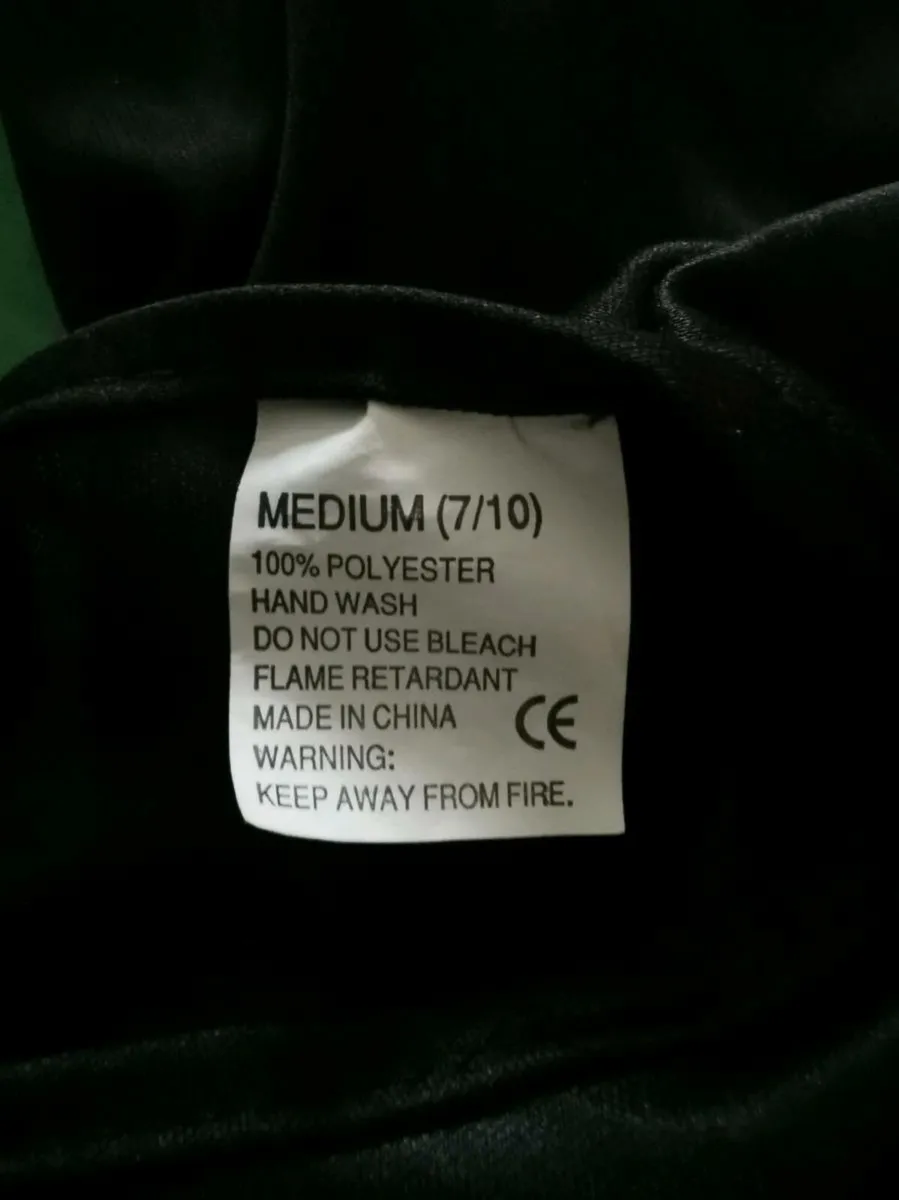 MEDIUM (7/10)
100% POLYESTER
HAND WASH
DO NOT USE BLEACH
FLAME RETARDANT
MADE IN CHINA CE
WARNING:
KEEP AWAY FROM FIRE.